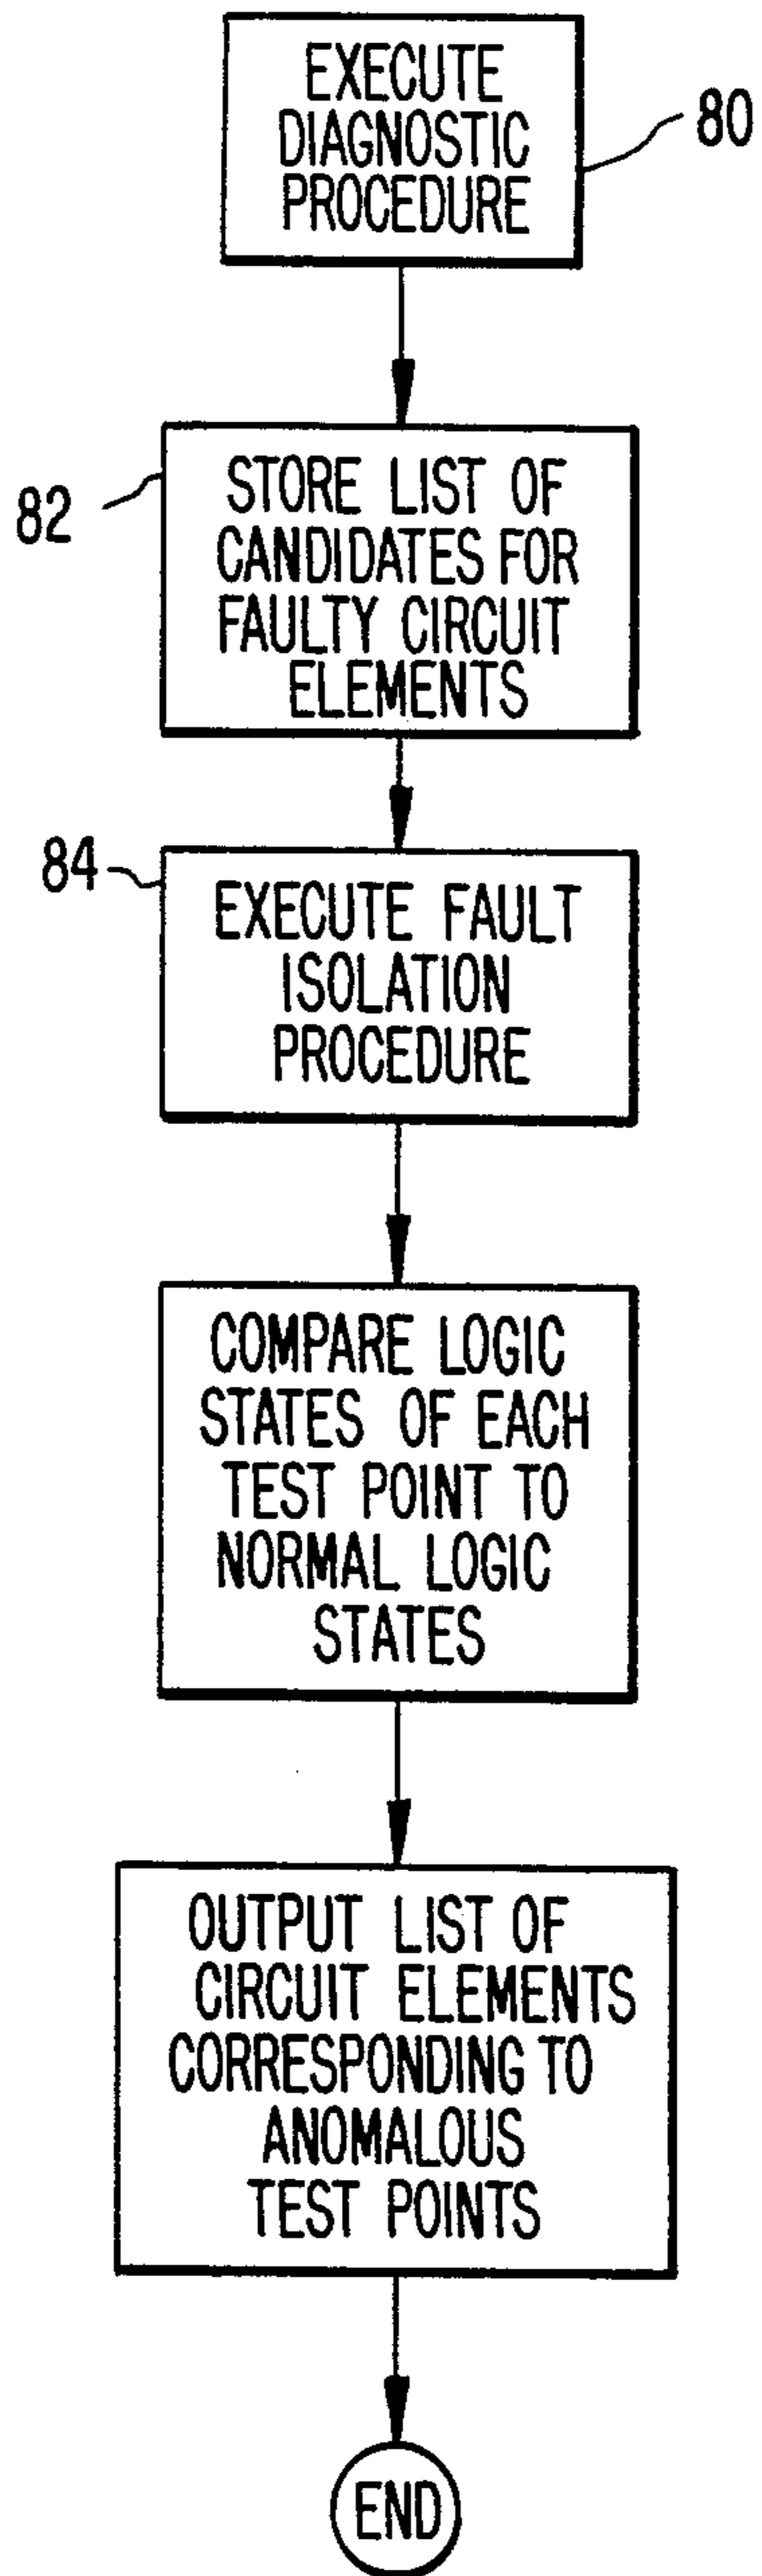 EXECUTE
DIAGNOSTIC
PROCEDURE
80
82
STORE LIST OF
CANDIDATES FOR
FAULTY CIRCUIT
ELEMENTS
84
EXECUTE FAULT
ISOLATION
PROCEDURE
COMPARE LOGIC
STATES OF EACH
TEST POINT TO
NORMAL LOGIC
STATES
OUTPUT LIST OF
CIRCUIT ELEMENTS
CORRESPONDING TO
ANOMALOUS
TEST POINTS
END